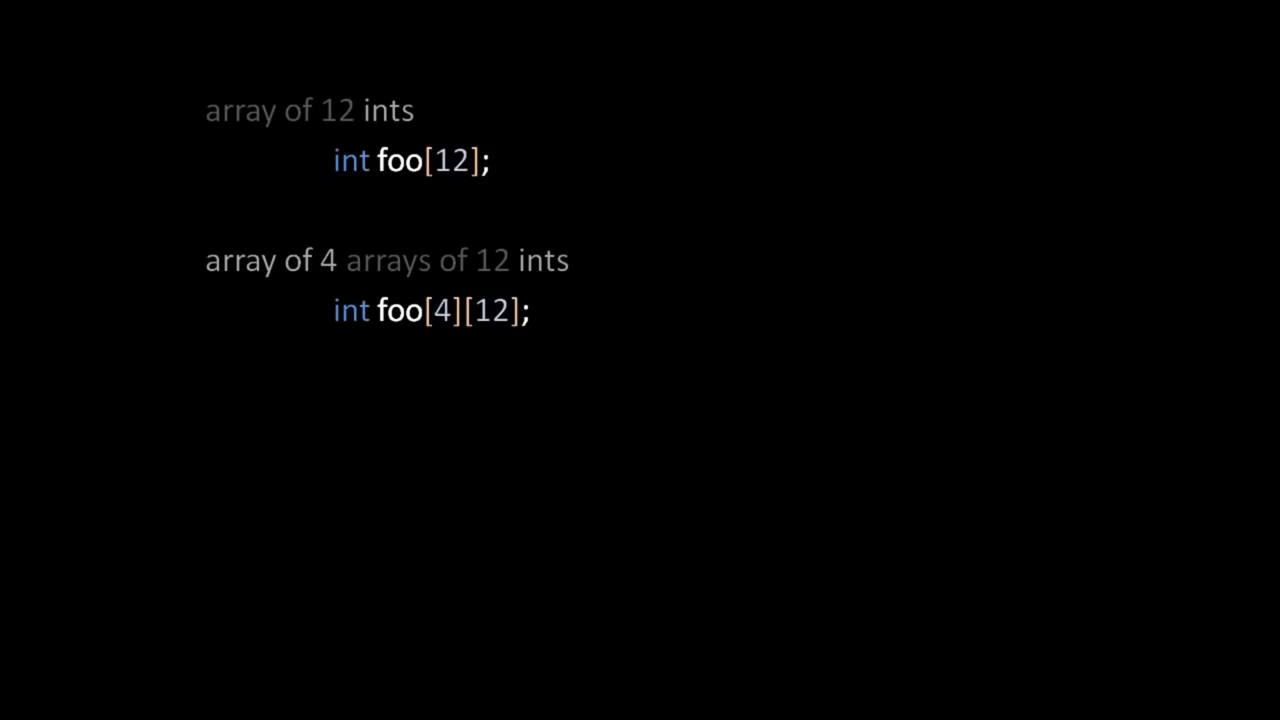 array of 12 ints
int foo[12];
array of 4 arrays of 12 ints
int foo[4][12];